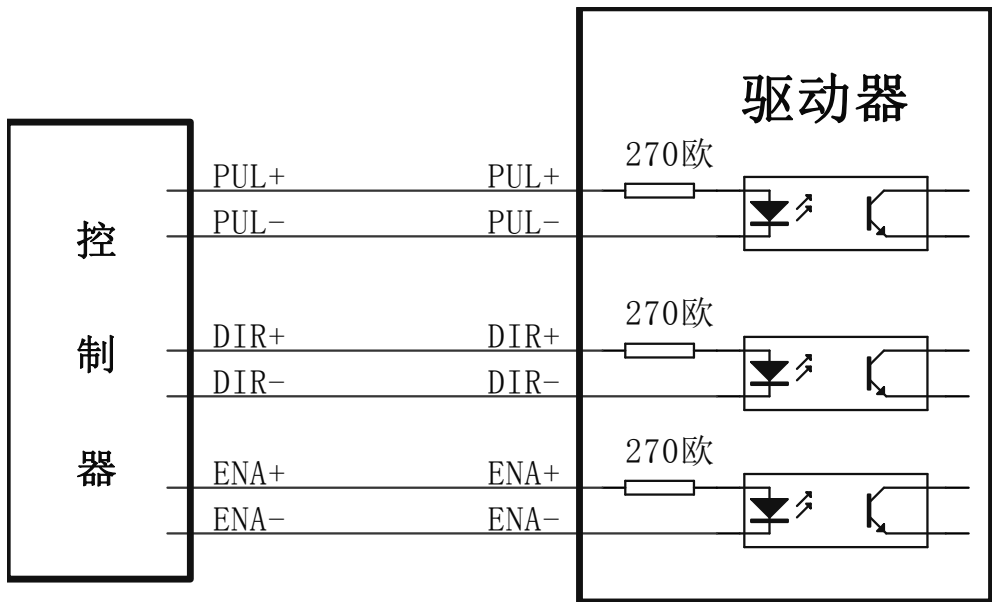 驱动器
控
制
器
270欧
PUL+ PUL+
PUL- PUL-
270欧
DIR+ DIR+
DIR- DIR-
270欧
ENA+ ENA+
ENA- ENA-